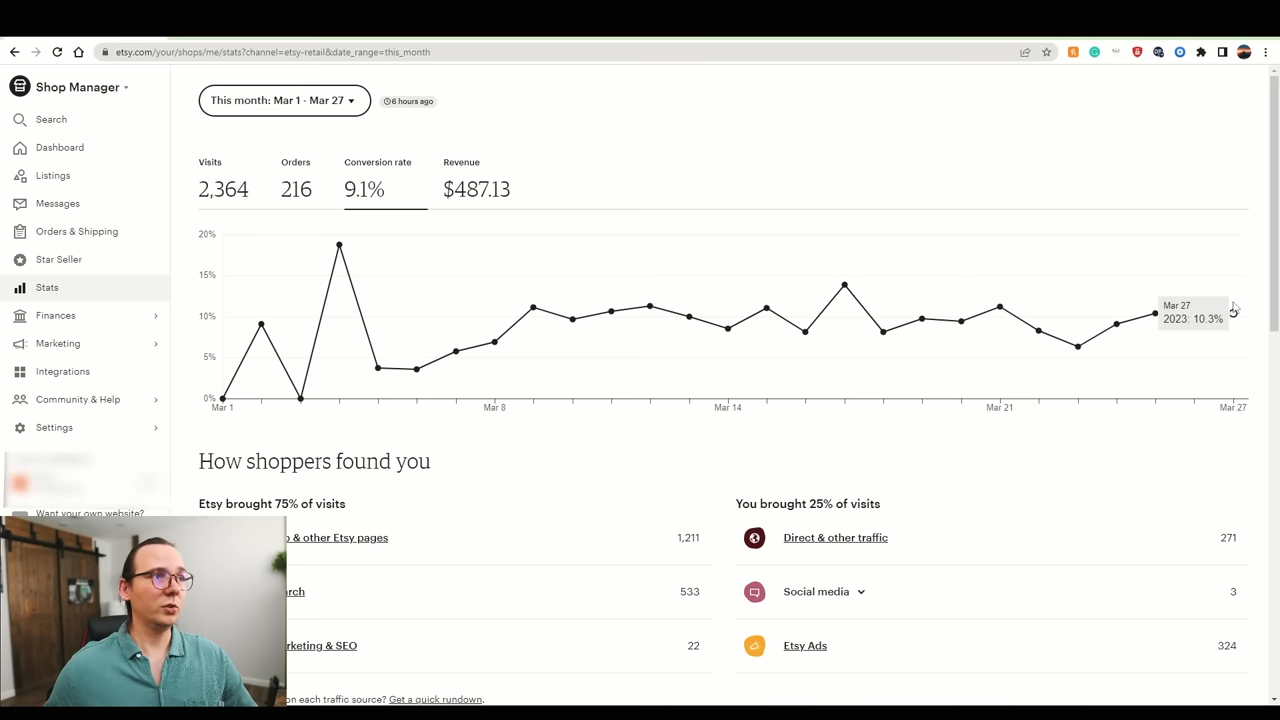 etsy.com/your/shops/me/stats?channel=etsy-retail&date_range=this_month
Shop Manager
Search
Dashboard
Listings
Messages
Orders & Shipping
Star Seller
Stats
Finances
Marketing
Integrations
Community & Help
Settings
Want your own website?
This month: Mar 1 - Mar 27
6 hours ago
Visits Orders Conversion rate Revenue
2,364 216 9.1% $487.13
20%
15%
10%
5%
0%
Mar 27
2023: 10.3%
Mar 1 Mar 8 Mar 14 Mar 21 Mar 27
How shoppers found you
Etsy brought 75% of visits
& other Etsy pages 1,211
533
& SEO 22
on each traffic source? Get a quick rundown.
You brought 25% of visits
Direct & other traffic 271
Social media 3
Etsy Ads 324